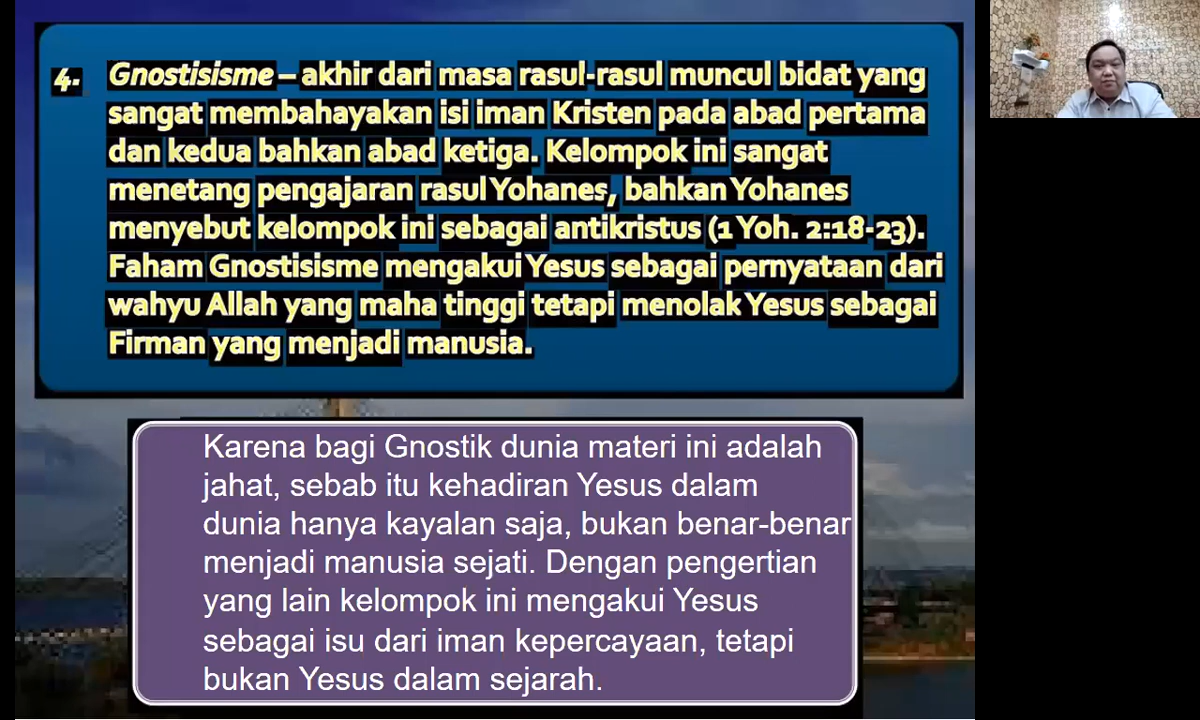 4. Gnostisisme – akhir dari masa rasul-rasul muncul bidat yang
sangat membahayakan isi iman Kristen pada abad pertama
dan kedua bahkan abad ketiga. Kelompok ini sangat
menetang pengajaran rasul Yohanes, bahkan Yohanes
menyebut kelompok ini sebagai antikristus (1 Yoh. 2:18-23).
Faham Gnostisisme mengakui Yesus sebagai pernyataan dari
wahyu Allah yang maha tinggi tetapi menolak Yesus sebagai
Firman yang menjadi manusia.
Karena bagi Gnostik dunia materi ini adalah
jahat, sebab itu kehadiran Yesus dalam
dunia hanya kayalan saja, bukan benar-benar
menjadi manusia sejati. Dengan pengertian
yang lain kelompok ini mengakui Yesus
sebagai isu dari iman kepercayaan, tetapi
bukan Yesus dalam sejarah.